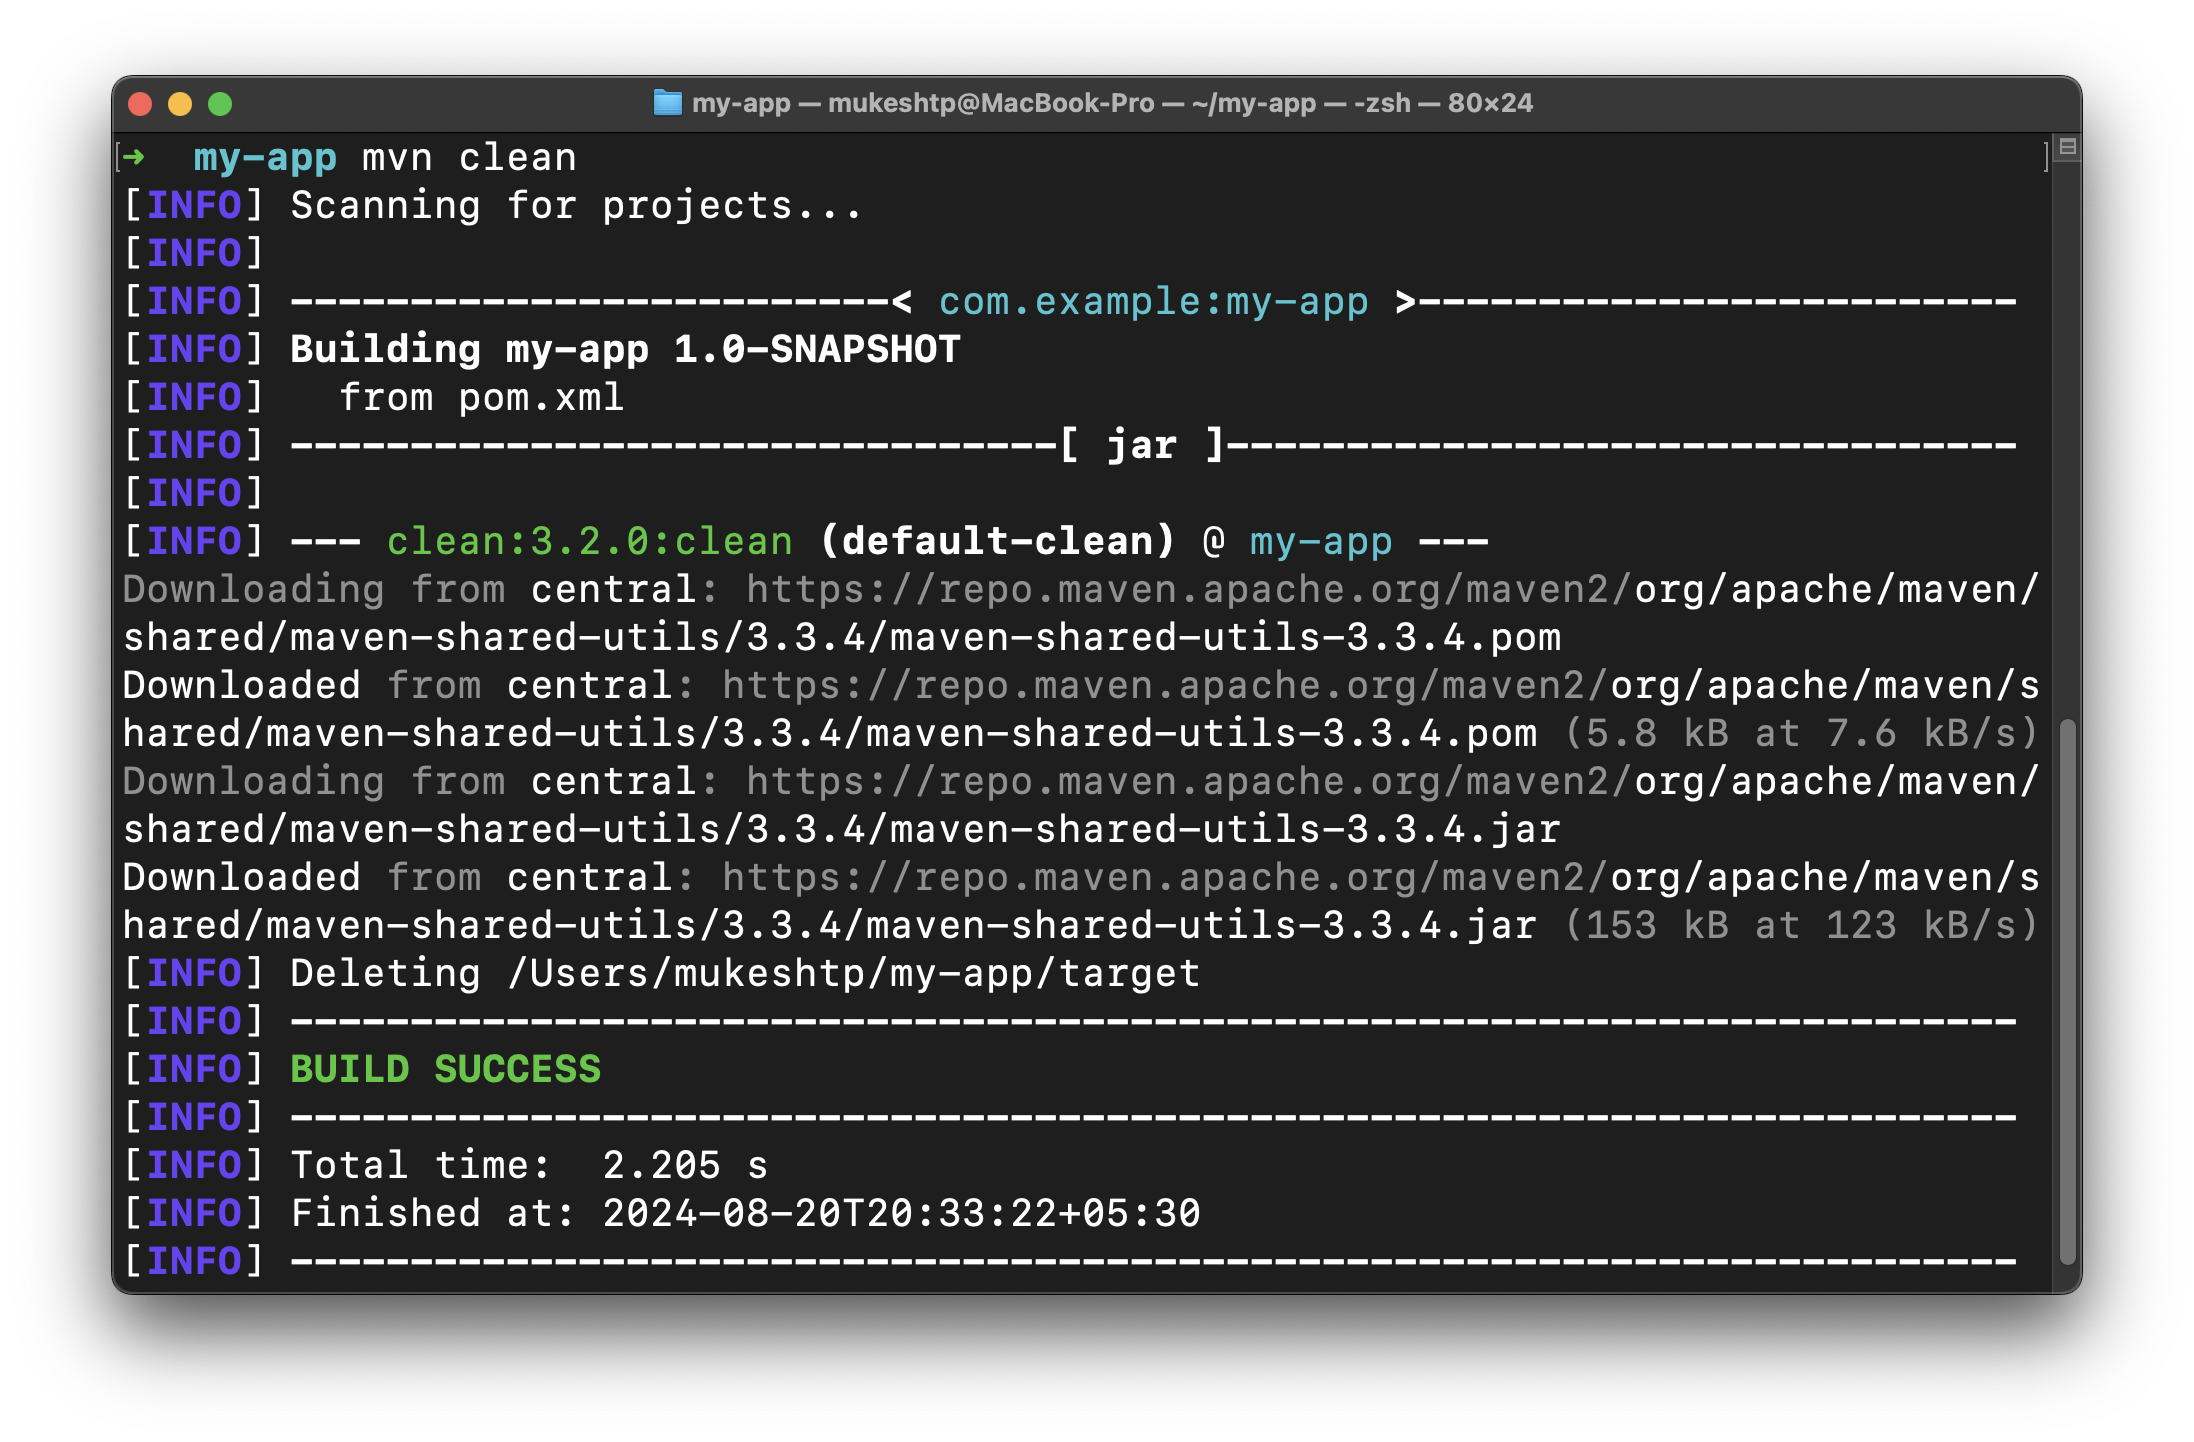 my-app — mukeshtp@MacBook-Pro — ~/my-app — -zsh — 80×24
[➜  my-app mvn clean ]
[INFO] Scanning for projects...
[INFO]
[INFO] -------------------------< com.example:my-app >-------------------------
[INFO] Building my-app 1.0-SNAPSHOT
[INFO]   from pom.xml
[INFO] --------------------------------[ jar ]---------------------------------
[INFO]
[INFO] --- clean:3.2.0:clean (default-clean) @ my-app ---
Downloading from central: https://repo.maven.apache.org/maven2/org/apache/maven/
shared/maven-shared-utils/3.3.4/maven-shared-utils-3.3.4.pom
Downloaded from central: https://repo.maven.apache.org/maven2/org/apache/maven/s
hared/maven-shared-utils/3.3.4/maven-shared-utils-3.3.4.pom (5.8 kB at 7.6 kB/s)
Downloading from central: https://repo.maven.apache.org/maven2/org/apache/maven/
shared/maven-shared-utils/3.3.4/maven-shared-utils-3.3.4.jar
Downloaded from central: https://repo.maven.apache.org/maven2/org/apache/maven/s
hared/maven-shared-utils/3.3.4/maven-shared-utils-3.3.4.jar (153 kB at 123 kB/s)
[INFO] Deleting /Users/mukeshtp/my-app/target
[INFO] ------------------------------------------------------------------------
[INFO] BUILD SUCCESS
[INFO] ------------------------------------------------------------------------
[INFO] Total time:  2.205 s
[INFO] Finished at: 2024-08-20T20:33:22+05:30
[INFO] ------------------------------------------------------------------------